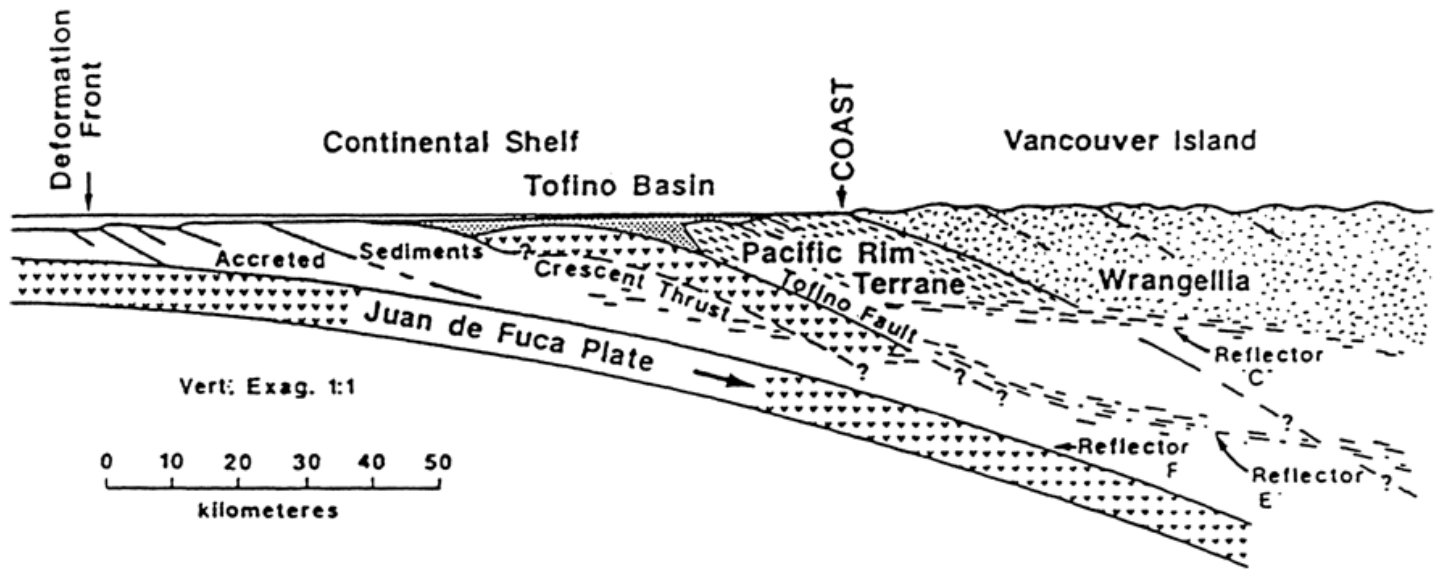 Deformation
Front
Continental Shelf
Tofino Basin
COAST
Vancouver Island
Accreted
Sediments
?
Crescent Thrust
Pacific Rim
Terrane
Tofino Fault
Wrangellia
Juan de Fuca Plate
Reflector
'C'
?
?
?
?
Reflector
F
Reflector
E'
?
Vert. Exag. 1:1
0 10 20 30 40 50
kilometeres